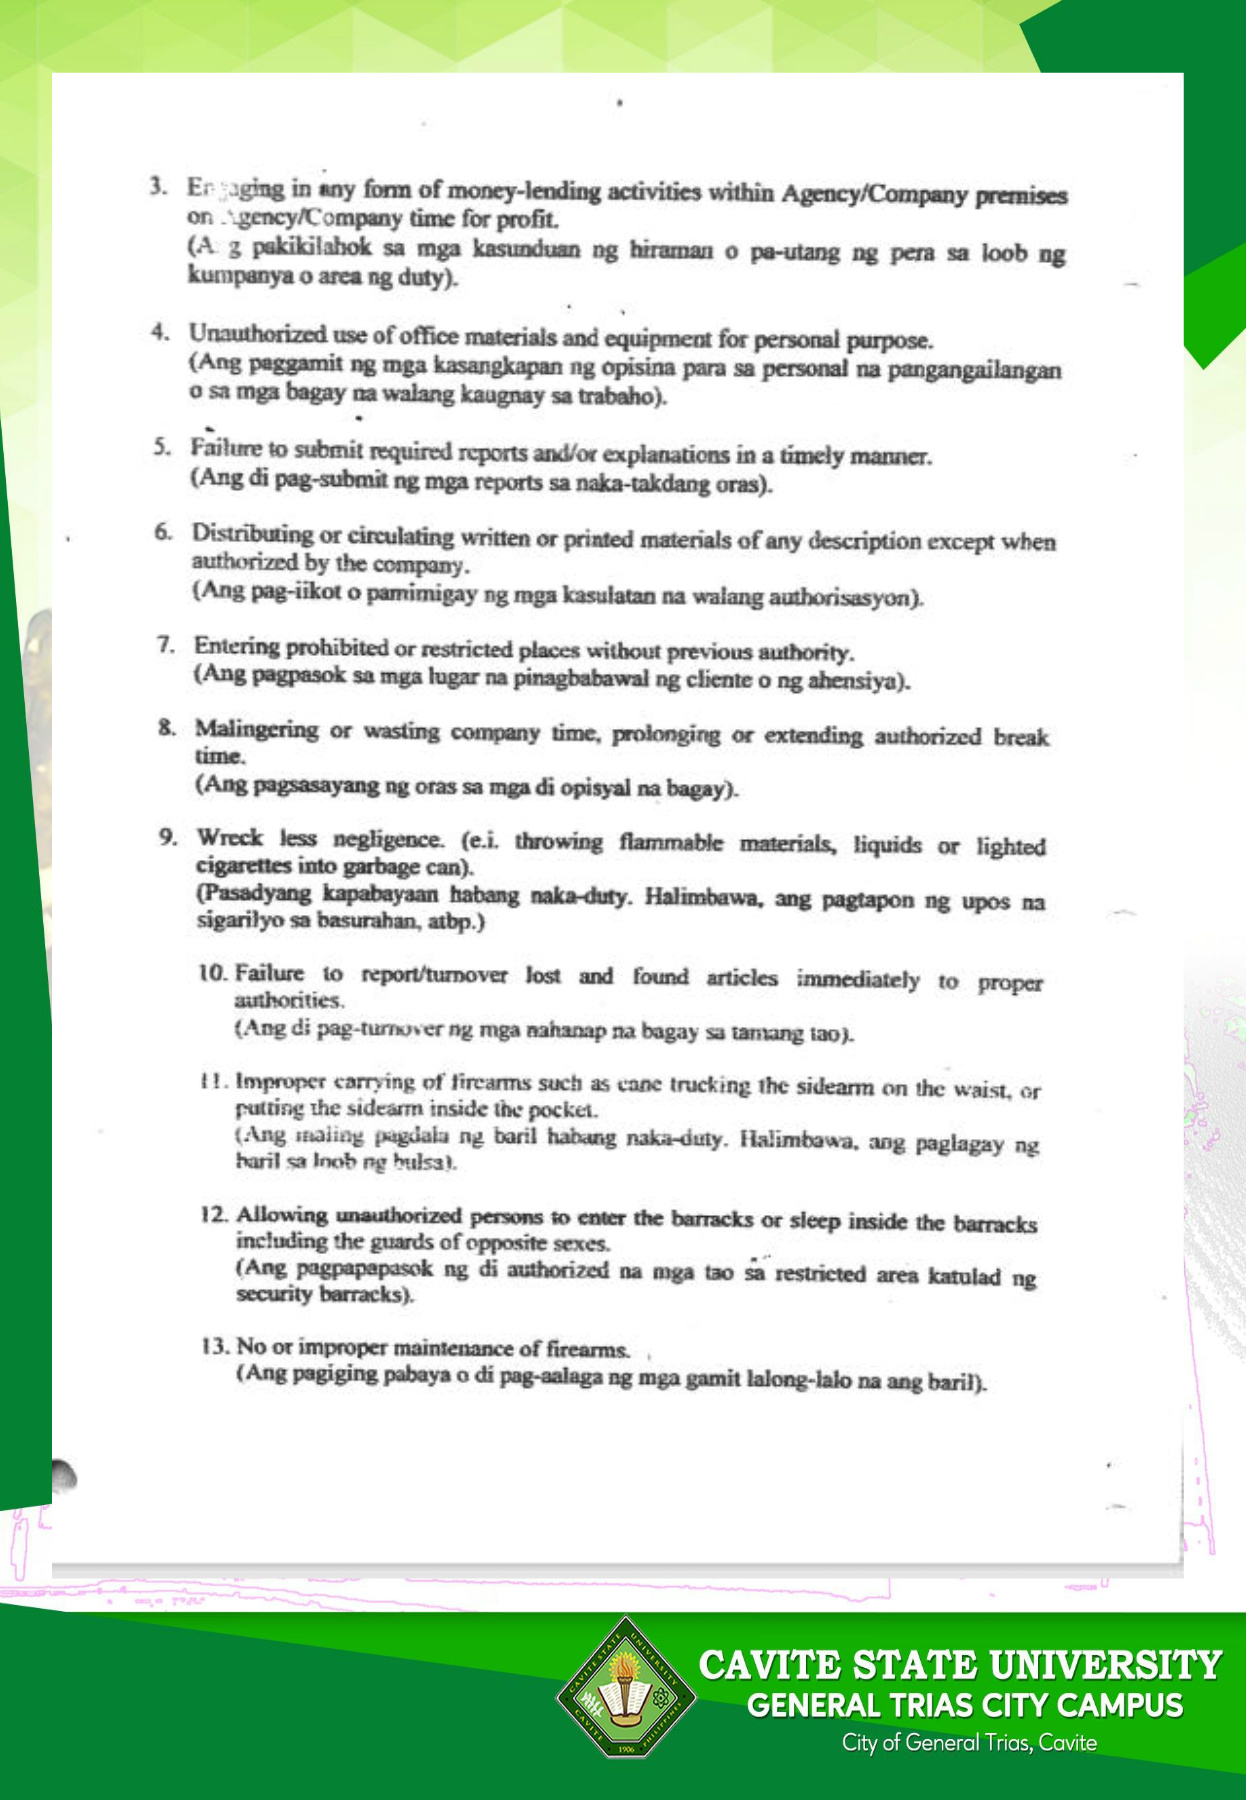 3. Engaging in any form of money-lending activities within Agency/Company premises
on Agency/Company time for profit.
(Ang pakikilahok sa mga kasunduan ng hiraman o pa-utang ng pera sa loob ng
kumpanya o area ng duty).
4. Unauthorized use of office materials and equipment for personal purpose.
(Ang paggamit ng mga kasangkapan ng opisina para sa personal na pangangailangan
o sa mga bagay na walang kaugnay sa trabaho).
5. Failure to submit required reports and/or explanations in a timely manner.
(Ang di pag-submit ng mga reports sa naka-takdang oras).
6. Distributing or circulating written or printed materials of any description except when
authorized by the company.
(Ang pag-iikot o pamimigay ng mga kasulatan na walang authorisasyon).
7. Entering prohibited or restricted places without previous authority.
(Ang pagpasok sa mga lugar na pinagbabawal ng cliente o ng ahensiya).
8. Malingering or wasting company time, prolonging or extending authorized break
time.
(Ang pagsasayang ng oras sa mga di opisyal na bagay).
9. Wreck less negligence. (e.i. throwing flammable materials, liquids or lighted
cigarettes into garbage can).
(Pasadyang kapabayaan habang naka-duty. Halimbawa, ang pagtapon ng upos na
sigarilyo sa basurahan, atbp.)
10. Failure to report/turnover lost and found articles immediately to proper
authorities.
(Ang di pag-turnover ng mga nahanap na bagay sa tamang tao).
11. Improper carrying of firearms such as cane trucking the sidearm on the waist, or
putting the sidearm inside the pocket.
(Ang maling pagdala ng baril habang naka-duty. Halimbawa, ang paglagay ng
baril sa loob ng bulsa).
12. Allowing unauthorized persons to enter the barracks or sleep inside the barracks
including the guards of opposite sexes.
(Ang pagpapapasok ng di authorized na mga tao sa restricted area katulad ng
security barracks).
13. No or improper maintenance of firearms.
(Ang pagiging pabaya o di pag-aalaga ng mga gamit lalong-lalo na ang baril).
CAVITE STATE UNIVERSITY
CAVITE
PHILIPPINES
1906
CAVITE STATE UNIVERSITY
GENERAL TRIAS CITY CAMPUS
City of General Trias, Cavite